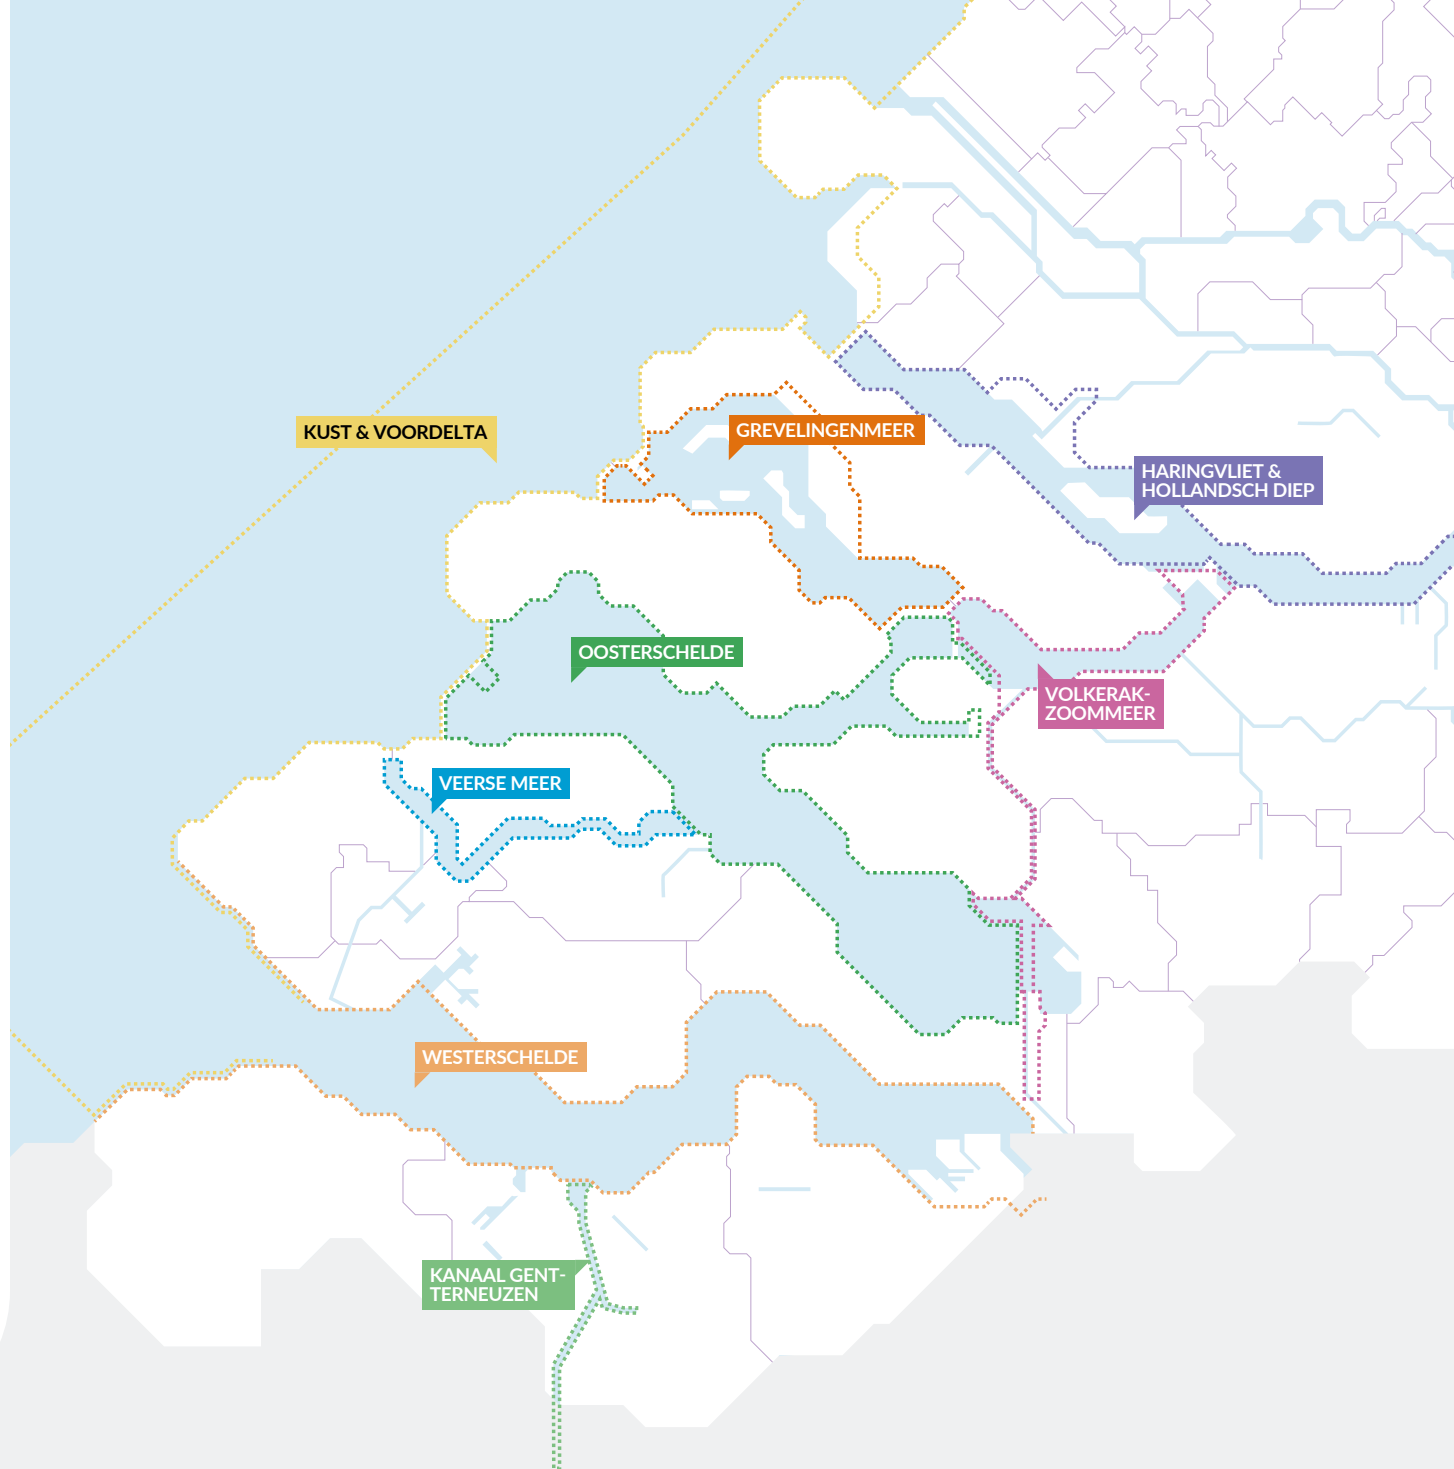 KUST & VOORDELTA
GREVELINGENMEER
HARINGVLIET &
HOLLANDSCH DIEP
OOSTERSCHELDE
VOLKERAK-
ZOOMMEER
VEERSE MEER
WESTERSCHELDE
KANAAL GENT-
TERNEUZEN